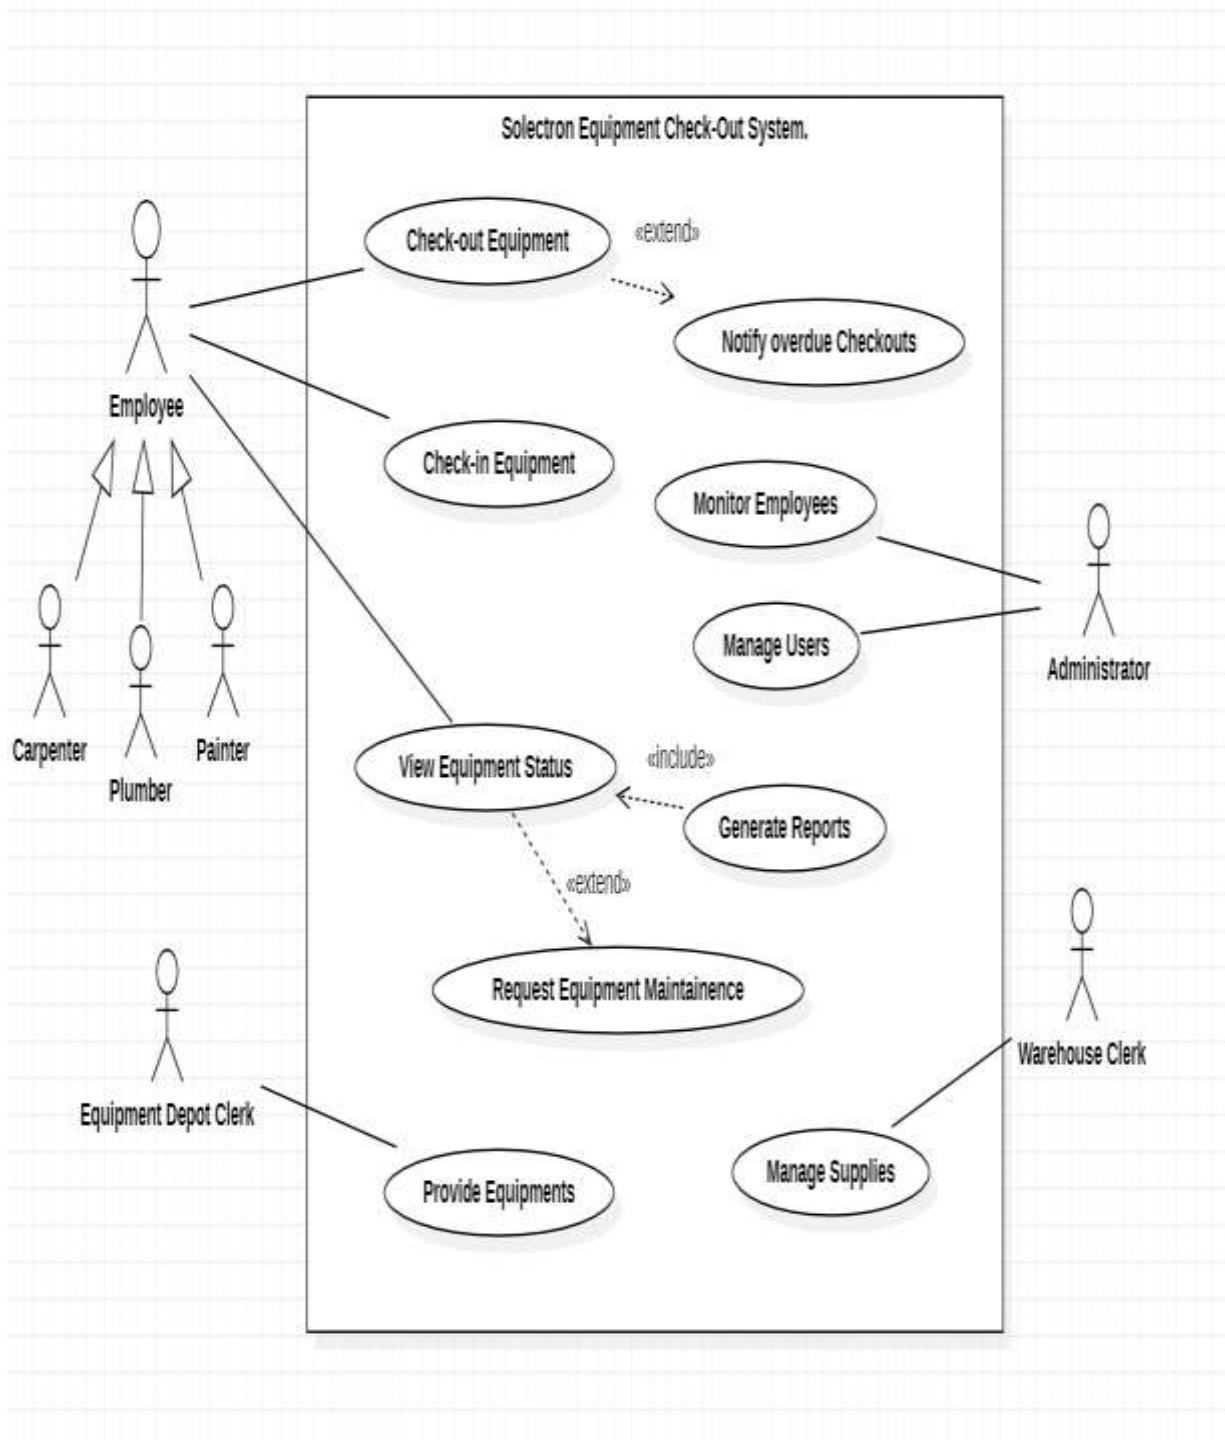 Solectron Equipment Check-Out System.
Check-out Equipment
«extend»
Notify overdue Checkouts
Employee
Check-in Equipment
Monitor Employees
Manage Users
Administrator
Carpenter
Painter
Plumber
View Equipment Status
«include»
Generate Reports
«extend»
Request Equipment Maintainence
Warehouse Clerk
Equipment Depot Clerk
Manage Supplies
Provide Equipments